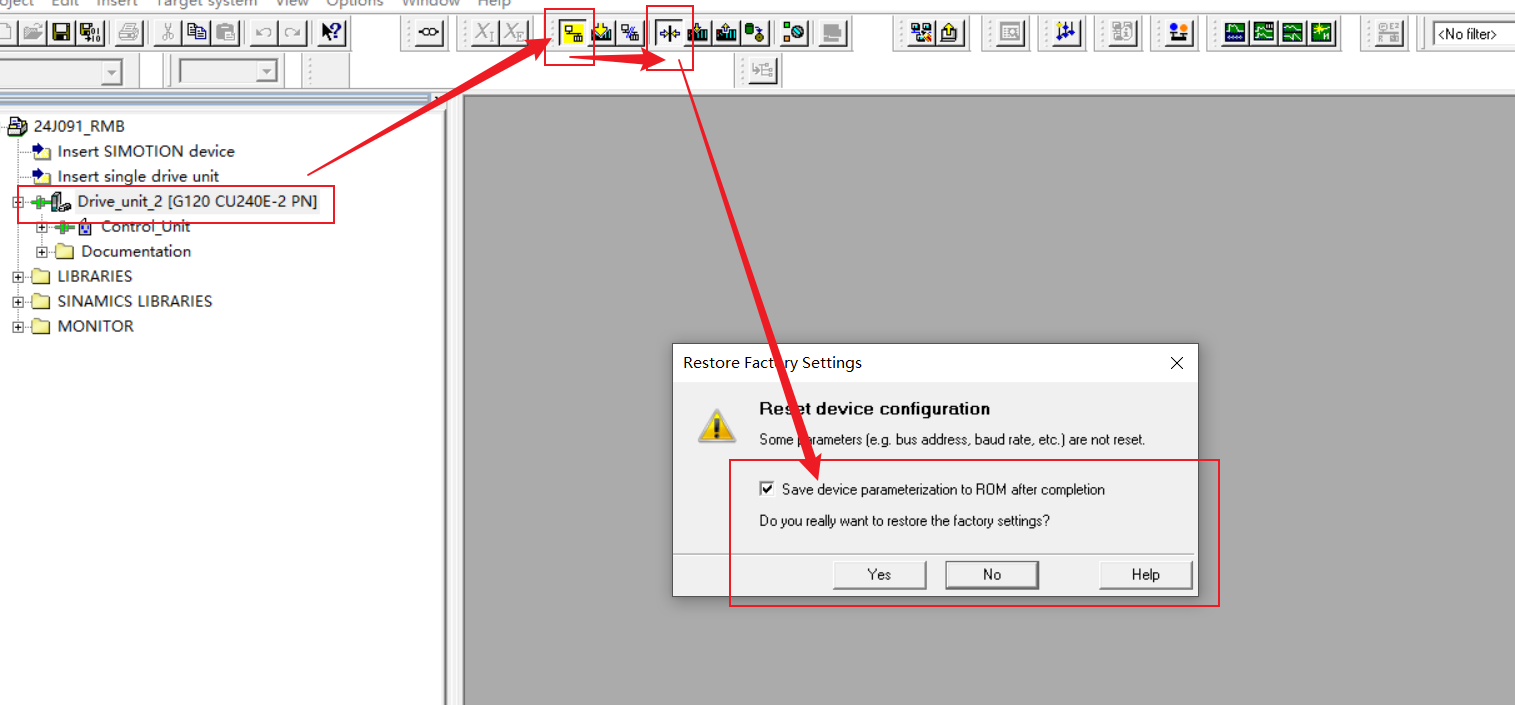 oject Edit Insert Target system View Options Window Help
<No filter>
24J091_RMB
Insert SIMOTION device
Insert single drive unit
Drive_unit_2 [G120 CU240E-2 PN]
Control_Unit
Documentation
LIBRARIES
SINAMICS LIBRARIES
MONITOR
Restore Factory Settings
Reset device configuration
Some parameters (e.g. bus address, baud rate, etc.) are not reset.
Save device parameterization to ROM after completion
Do you really want to restore the factory settings?
Yes No Help